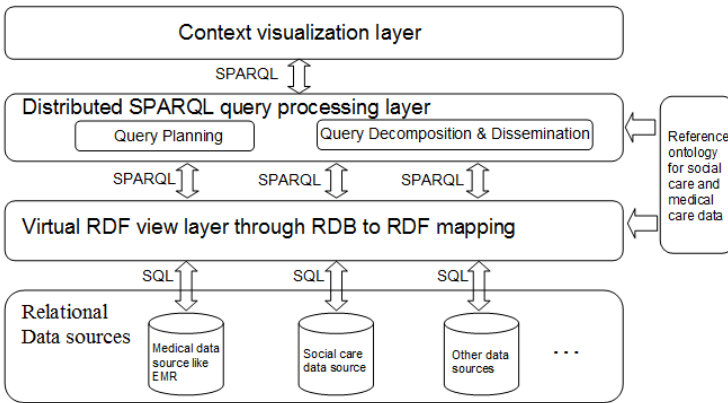 Context visualization layer
SPARQL
Distributed SPARQL query processing layer
Query Planning
Query Decomposition & Dissemination
Reference
ontology
for social
care and
medical
care data
SPARQL
SPARQL
SPARQL
Virtual RDF view layer through RDB to RDF mapping
SQL
SQL
SQL
Relational
Data sources
Medical data
source like
EMR
Social care
data source
Other data
sources
...